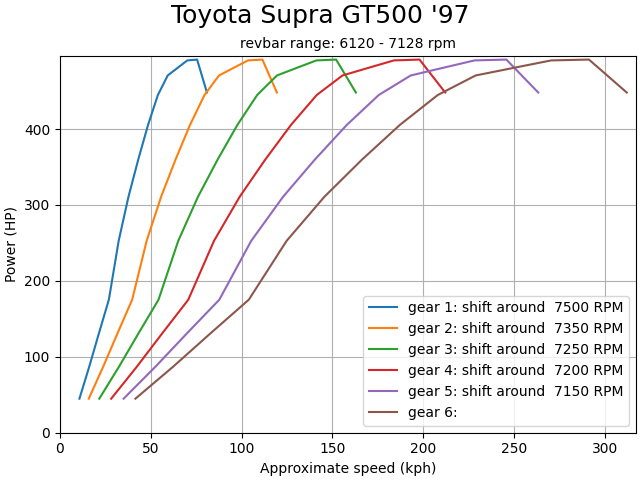 Toyota Supra GT500 '97
revbar range: 6120 - 7128 rpm
Power (HP)
400
300
200
100
0
0 50 100 150 200 250 300
Approximate speed (kph)
gear 1: shift around  7500 RPM
gear 2: shift around  7350 RPM
gear 3: shift around  7250 RPM
gear 4: shift around  7200 RPM
gear 5: shift around  7150 RPM
gear 6: